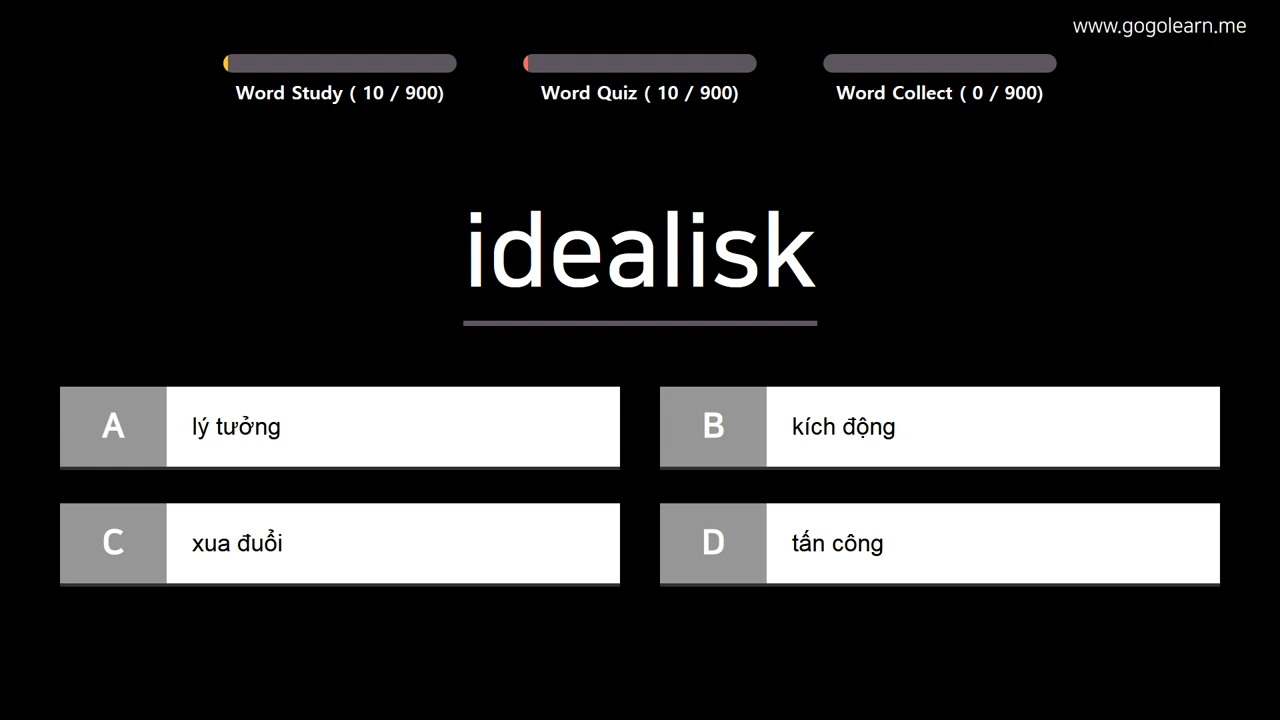 www.gogolearn.me
Word Study ( 10 / 900)
Word Quiz ( 10 / 900)
Word Collect ( 0 / 900)
idealisk
A lý tưởng
B kích động
C xua đuổi
D tấn công